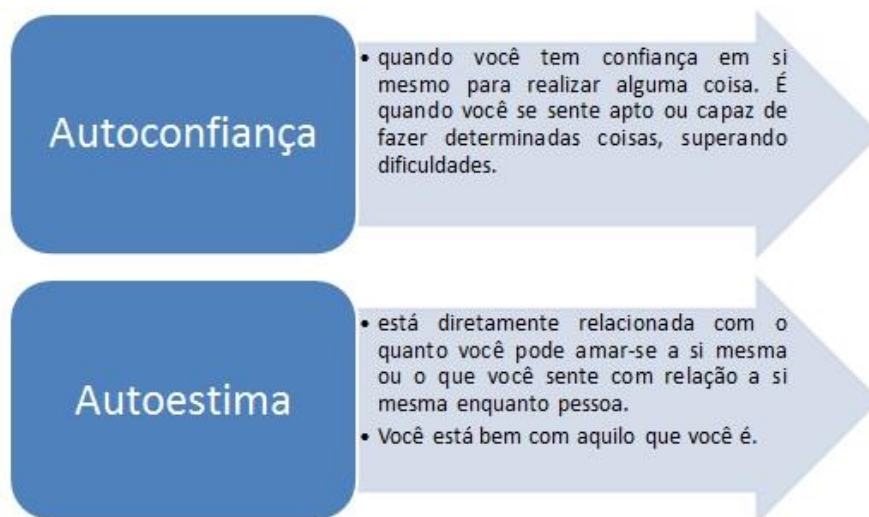 Autoconfiança
• quando você tem confiança em si
mesmo para realizar alguma coisa. É
quando você se sente apto ou capaz de
fazer determinadas coisas, superando
dificuldades.
Autoestima
• está diretamente relacionada com o
quanto você pode amar-se a si mesma
ou o que você sente com relação a si
mesma enquanto pessoa.
• Você está bem com aquilo que você é.